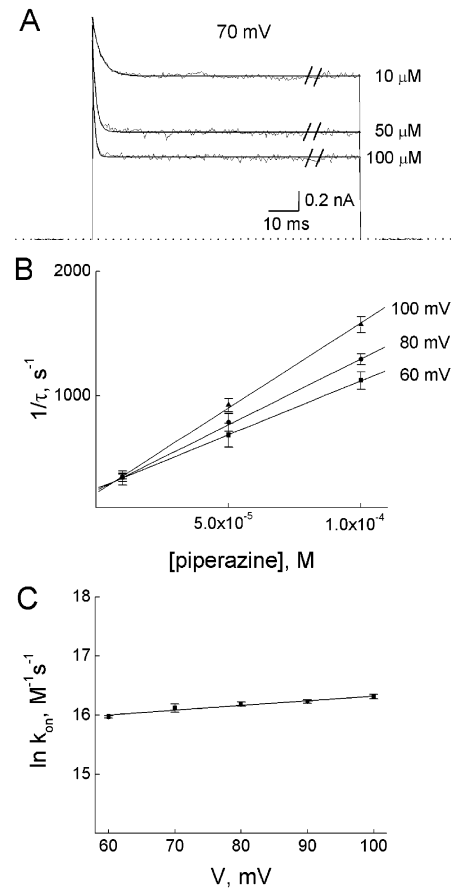 A
70 mV
10 μM
50 μM
100 μM
0.2 nA
10 ms
B
2000
1000
1/τ, s⁻¹
100 mV
80 mV
60 mV
5.0x10⁻⁵
1.0x10⁻⁴
[piperazine], M
C
18
17
16
15
ln kₒₙ, M⁻¹s⁻¹
60
70
80
90
100
V, mV